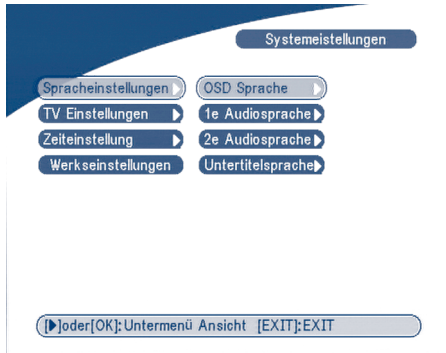 Systemeistellungen
Spracheinstellungen OSD Sprache
TV Einstellungen 1e Audiosprache
Zeiteinstellung 2e Audiosprache
Werkseinstellungen Untertitelsprache
[▶]oder[OK]:Untermenü Ansicht [EXIT]:EXIT